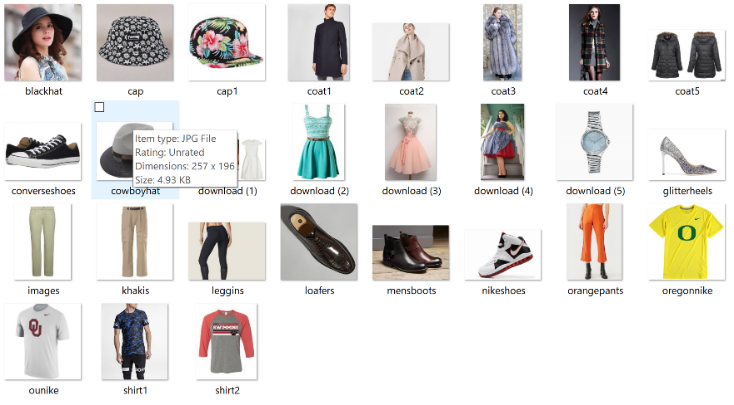 blackhat
cap
cap1
coat1
coat2
coat3
coat4
coat5
Item type: JPG File
Rating: Unrated
Dimensions: 257 x 196
Size: 4.93 KB
converseshoes
cowboyhat
download (1)
download (2)
download (3)
download (4)
download (5)
glitterheels
images
khakis
leggins
loafers
mensboots
nikeshoes
orangepants
O
oregonnike
OU
ounike
shirt1
shirt2